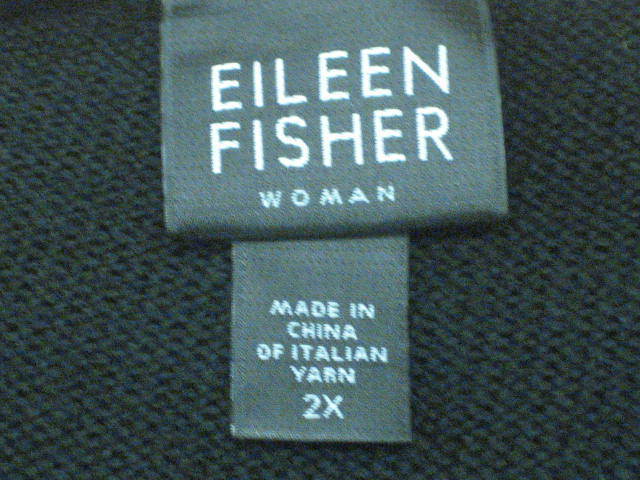 EILEEN
FISHER
WOMAN
MADE IN
CHINA
OF ITALIAN
YARN
2X